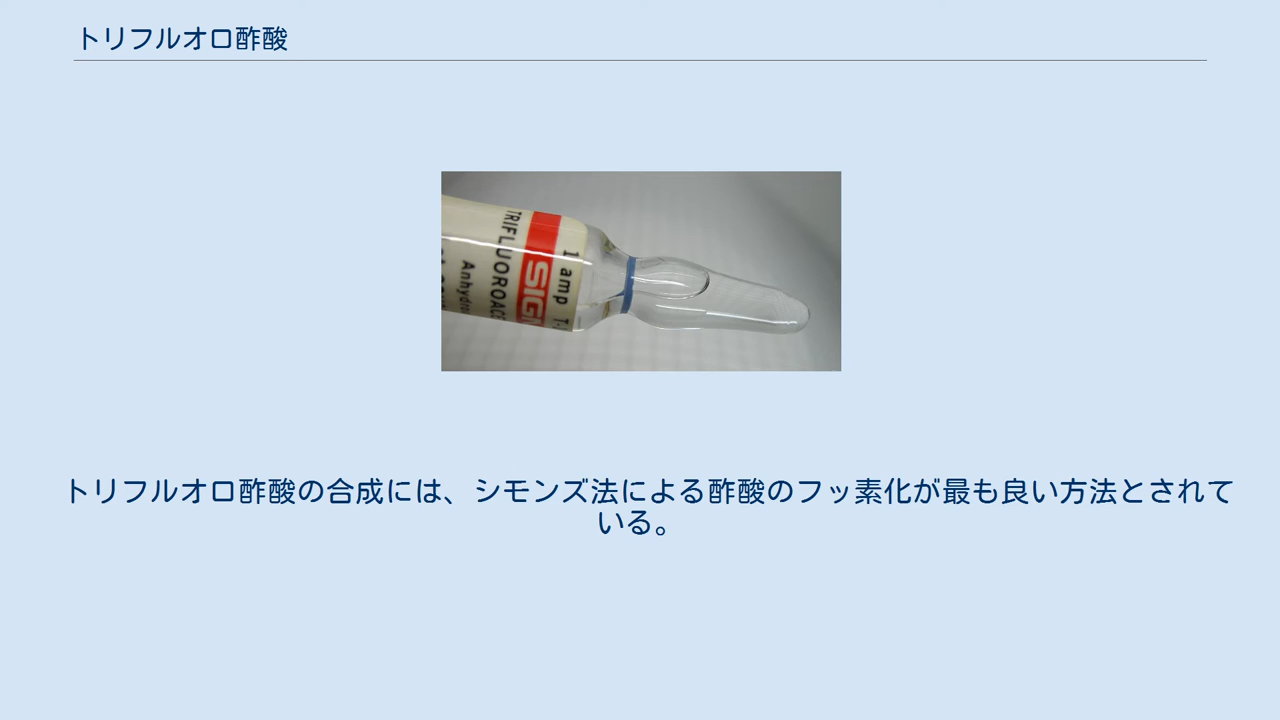 トリフルオロ酢酸
1 amp T-
SIGM
TRIFLUOROACE
Anhydro
トリフルオロ酢酸の合成には、シモンズ法による酢酸のフッ素化が最も良い方法とされて
いる。